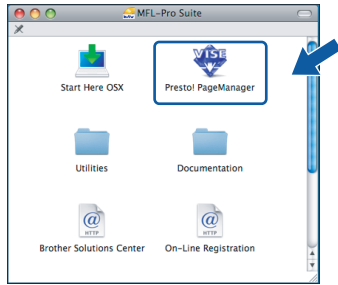 MFL-Pro Suite
VISE
Start Here OSX
Presto! PageManager
Utilities
Documentation
@
HTTP
@
HTTP
Brother Solutions Center
On-Line Registration